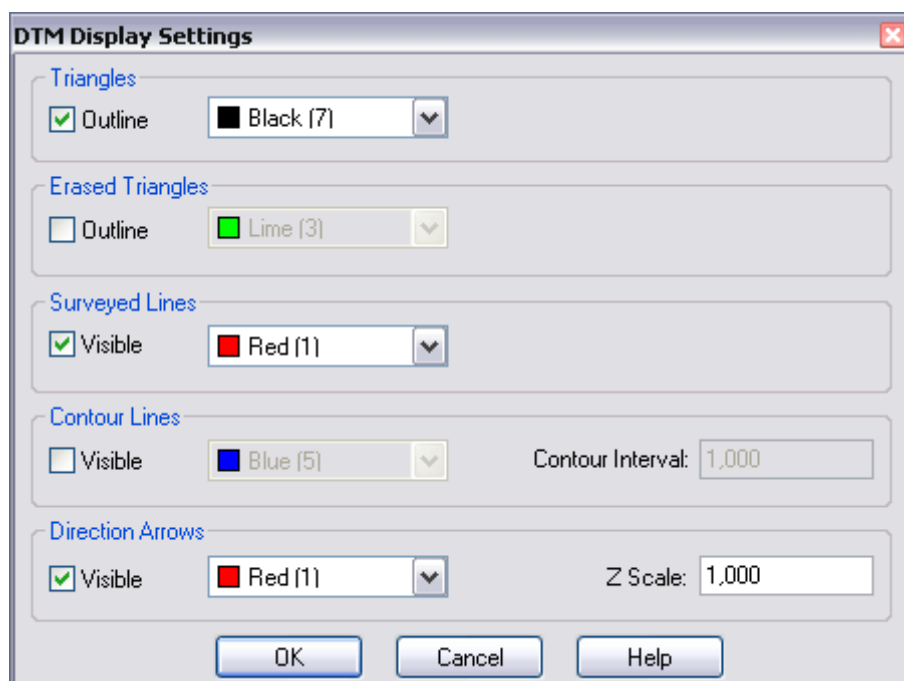 DTM Display Settings
Triangles
Outline Black (7)
Erased Triangles
Outline Lime (3)
Surveyed Lines
Visible Red (1)
Contour Lines
Visible Blue (5) Contour Interval: 1,000
Direction Arrows
Visible Red (1) Z Scale: 1,000
OK Cancel Help